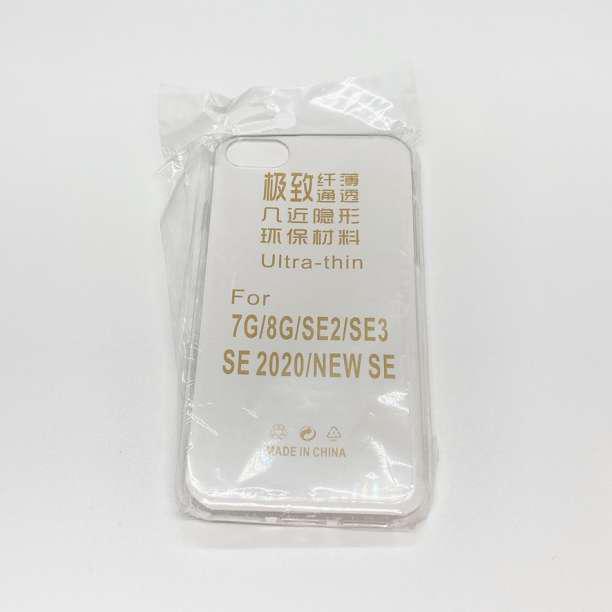 极致纤薄通透
几近隐形
环保材料
Ultra-thin
For
7G/8G/SE2/SE3
SE 2020/NEW SE
MADE IN CHINA